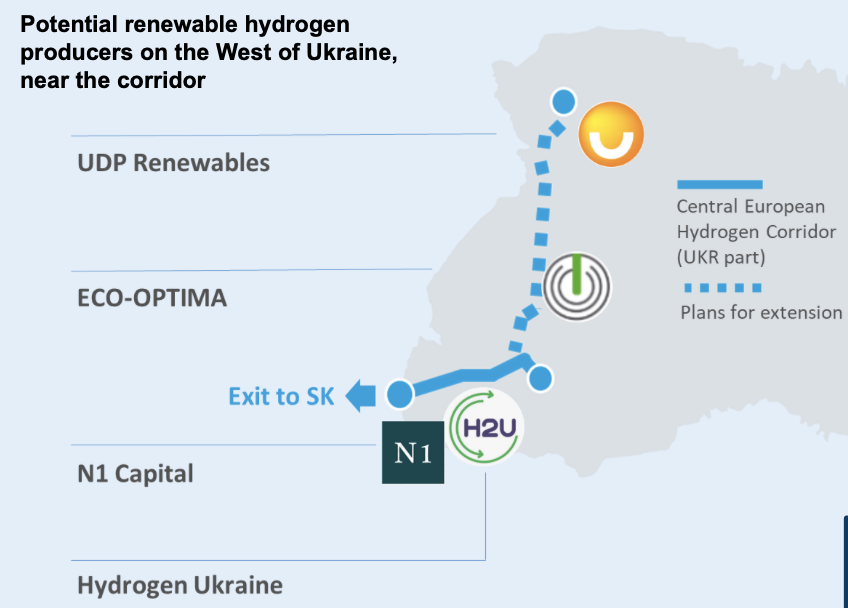 Potential renewable hydrogen
producers on the West of Ukraine,
near the corridor
UDP Renewables
Central European
Hydrogen Corridor
(UKR part)
ECO-OPTIMA
Plans for extension
Exit to SK
H2U
N1
N1 Capital
Hydrogen Ukraine